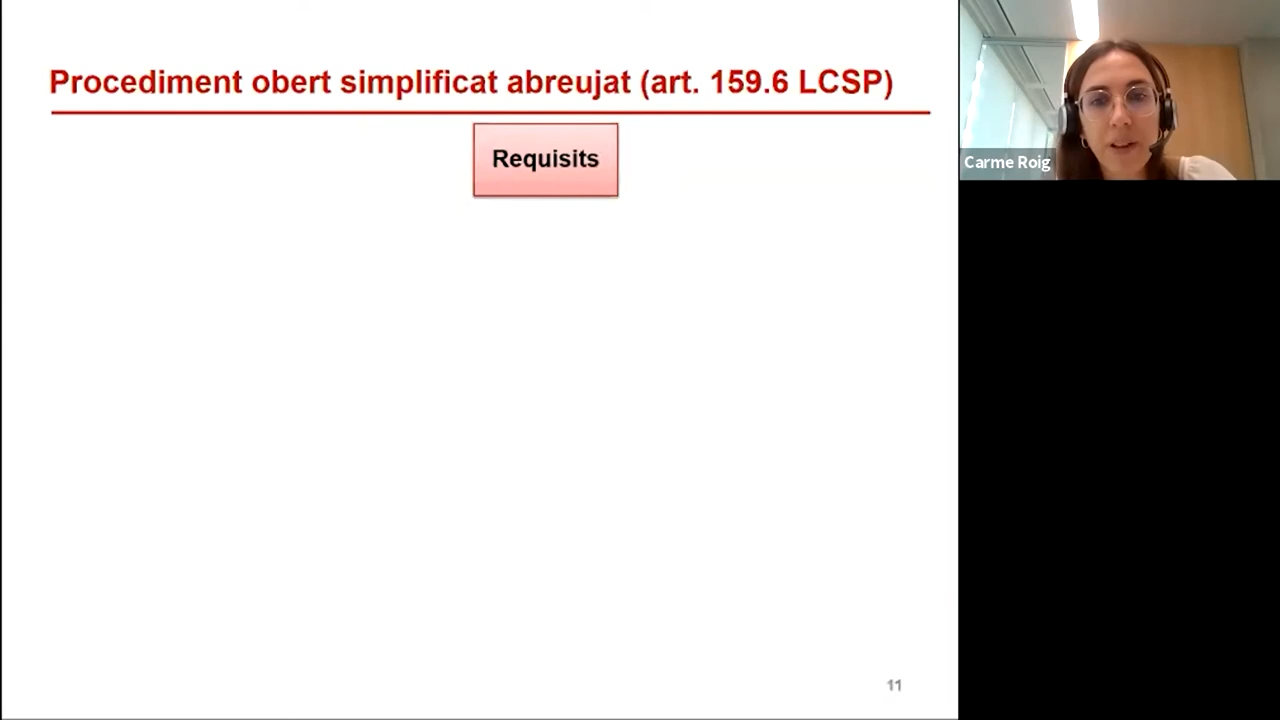 Procediment obert simplificat abreujat (art. 159.6 LCSP)
Requisits
Carme Roig
11